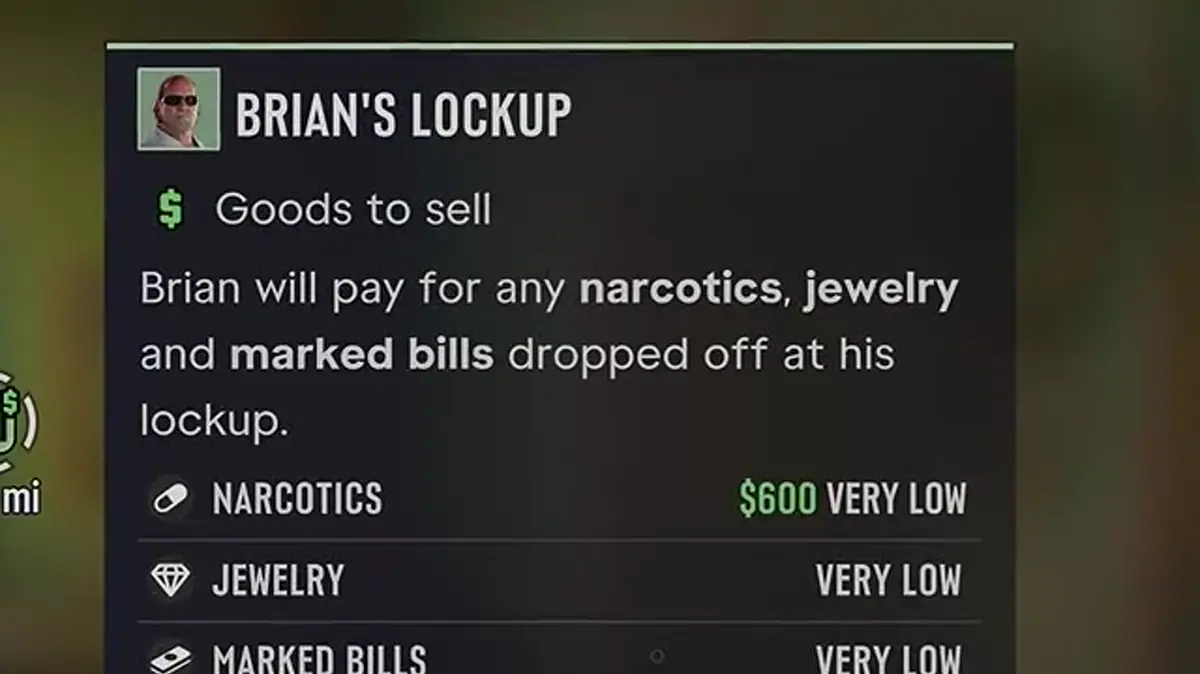 BRIAN'S LOCKUP
$ Goods to sell
Brian will pay for any narcotics, jewelry
and marked bills dropped off at his
lockup.
$
mi
NARCOTICS $600 VERY LOW
JEWELRY VERY LOW
MARKED BILLS VERY LOW